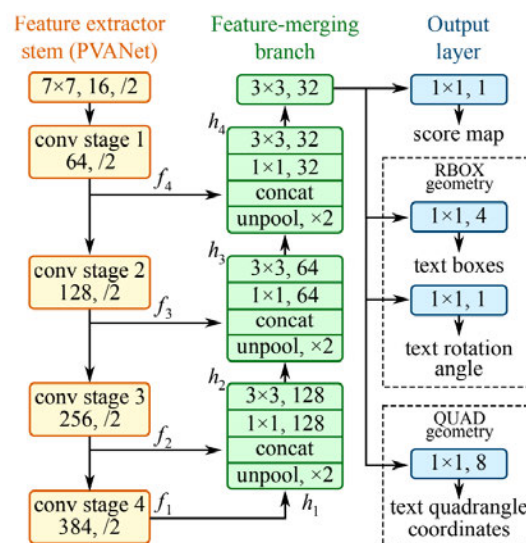 Feature extractor
stem (PVANet)
7×7, 16, /2
conv stage 1
64, /2
f4
conv stage 2
128, /2
f3
conv stage 3
256, /2
f2
conv stage 4
384, /2
f1
Feature-merging
branch
3×3, 32
h4
3×3, 32
1×1, 32
concat
unpool, ×2
h3
3×3, 64
1×1, 64
concat
unpool, ×2
h2
3×3, 128
1×1, 128
concat
unpool, ×2
h1
Output
layer
1×1, 1
score map
RBOX
geometry
1×1, 4
text boxes
1×1, 1
text rotation
angle
QUAD
geometry
1×1, 8
text quadrangle
coordinates